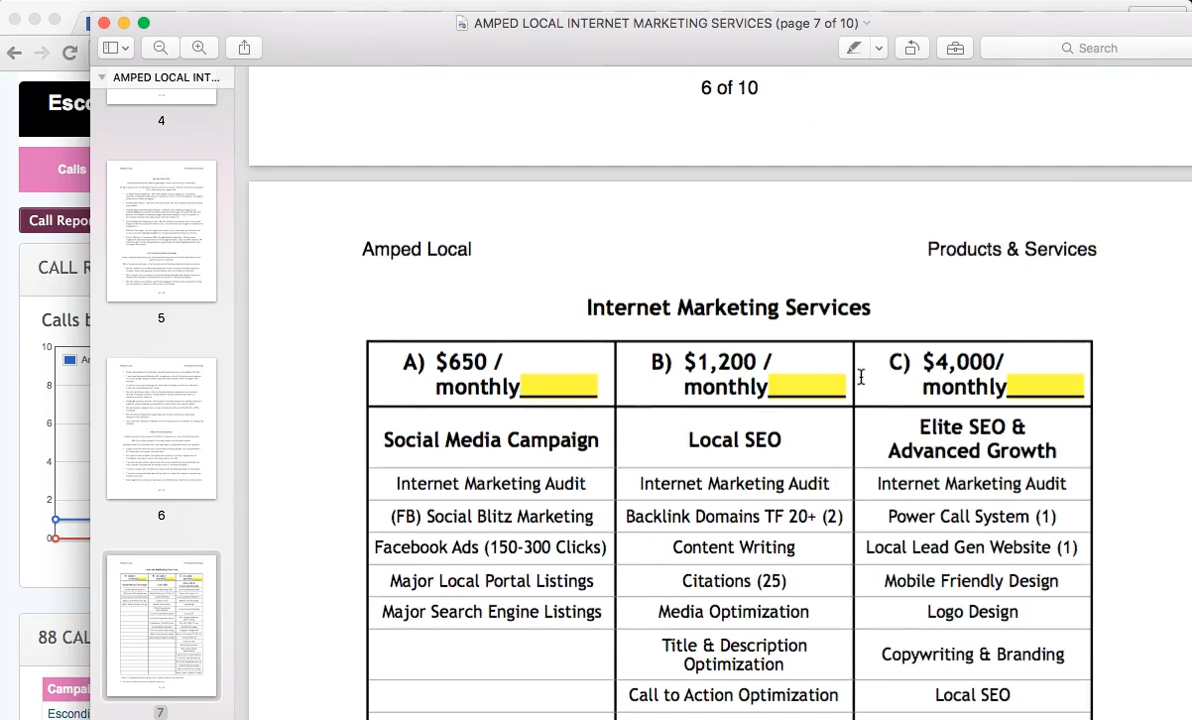 AMPED LOCAL INTERNET MARKETING SERVICES (page 7 of 10)
Search
AMPED LOCAL INT...
4
5
6
7
Esco
Calls
Call Repo
CALL R
Calls b
10
8
6
4
2
0
88 CAL
Campai
Escondi
6 of 10
Amped Local
Products & Services
Internet Marketing Services
A) $650 /
monthly
B) $1,200 /
monthly
C) $4,000/
monthly
Social Media Campaign
Local SEO
Elite SEO &
Advanced Growth
Internet Marketing Audit
Internet Marketing Audit
Internet Marketing Audit
(FB) Social Blitz Marketing
Backlink Domains TF 20+ (2)
Power Call System (1)
Facebook Ads (150-300 Clicks)
Content Writing
Local Lead Gen Website (1)
Major Local Portal Listings
Citations (25)
Mobile Friendly Design
Major Search Engine Listings
Media Optimization
Logo Design
Title & Description
Optimization
Copywriting & Branding
Call to Action Optimization
Local SEO